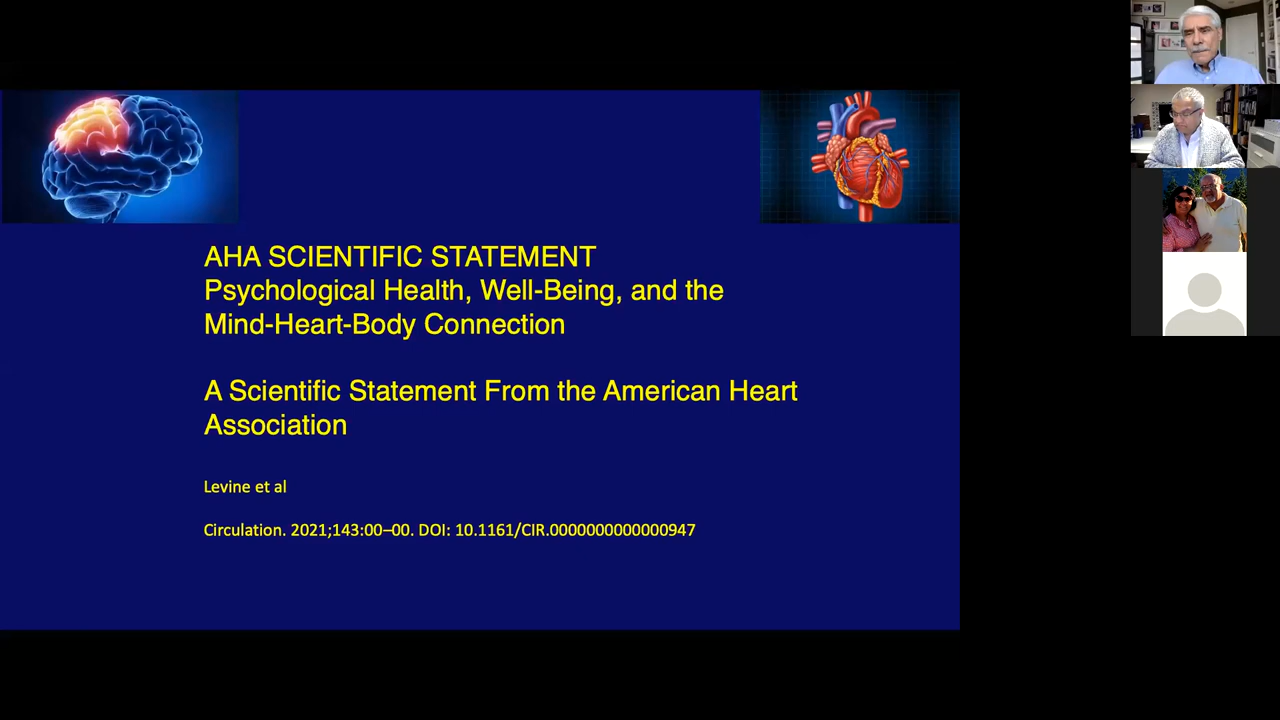 AHA SCIENTIFIC STATEMENT
Psychological Health, Well-Being, and the
Mind-Heart-Body Connection
A Scientific Statement From the American Heart
Association
Levine et al
Circulation. 2021;143:00–00. DOI: 10.1161/CIR.0000000000000947